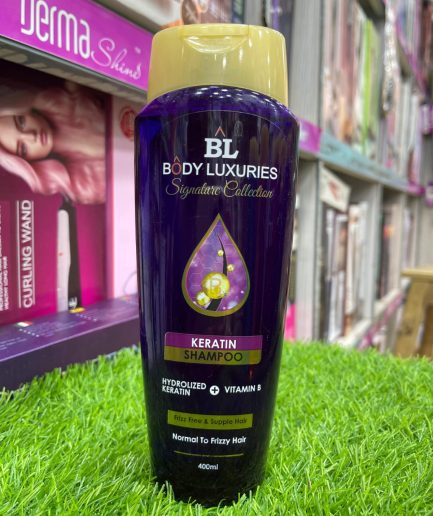 Derma
Shine
BL
BÔDY LUXURIES
Signature Collection
B
KERATIN
SHAMPOO
HYDROLIZED
KERATIN
+ VITAMIN B
Frizz Free & Supple Hair
Normal To Frizzy Hair
400ml
CURLING WAND